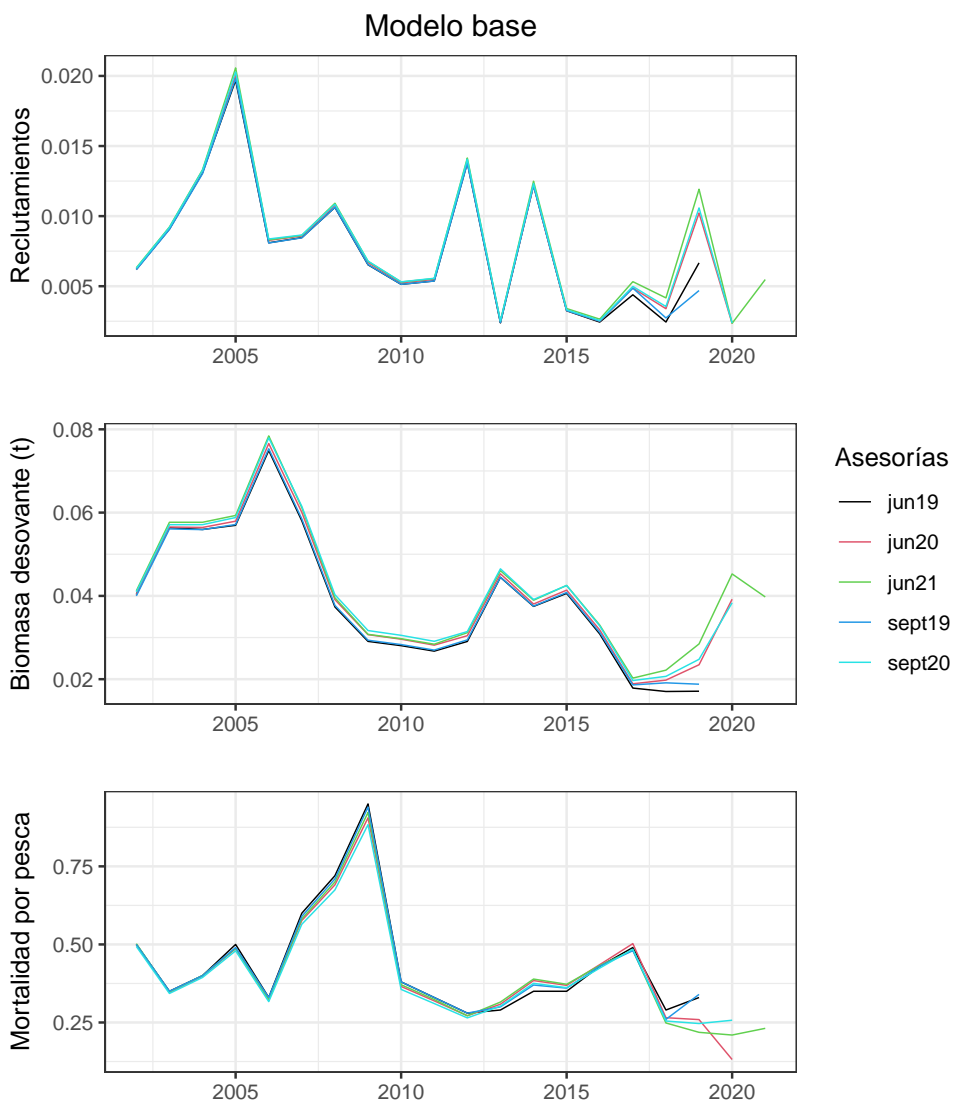 Modelo base
Reclutamientos
0.020
0.015
0.010
0.005
2005 2010 2015 2020
Biomasa desovante (t)
0.08
0.06
0.04
0.02
2005 2010 2015 2020
Asesorías
jun19
jun20
jun21
sept19
sept20
Mortalidad por pesca
0.75
0.50
0.25
2005 2010 2015 2020